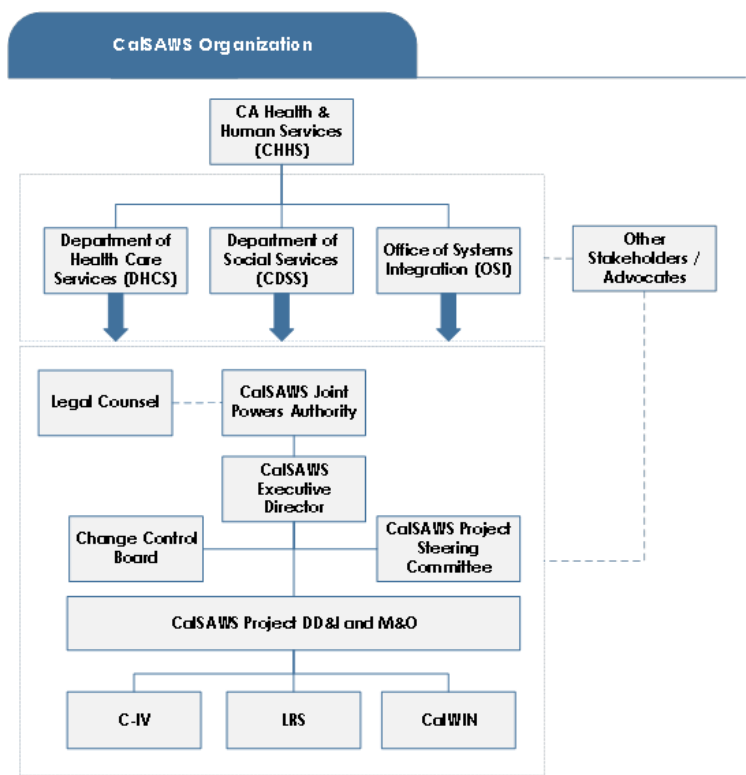 CalSAWS Organization
CA Health &
Human Services
(CHHS)
Department of
Health Care
Services (DHCS)
Department of
Social Services
(CDSS)
Office of Systems
Integration (OSI)
Other
Stakeholders /
Advocates
Legal Counsel
CalSAWS Joint
Powers Authority
CalSAWS
Executive
Director
Change Control
Board
CalSAWS Project
Steering
Committee
CalSAWS Project DD&I and M&O
C-IV
LRS
CalWIN